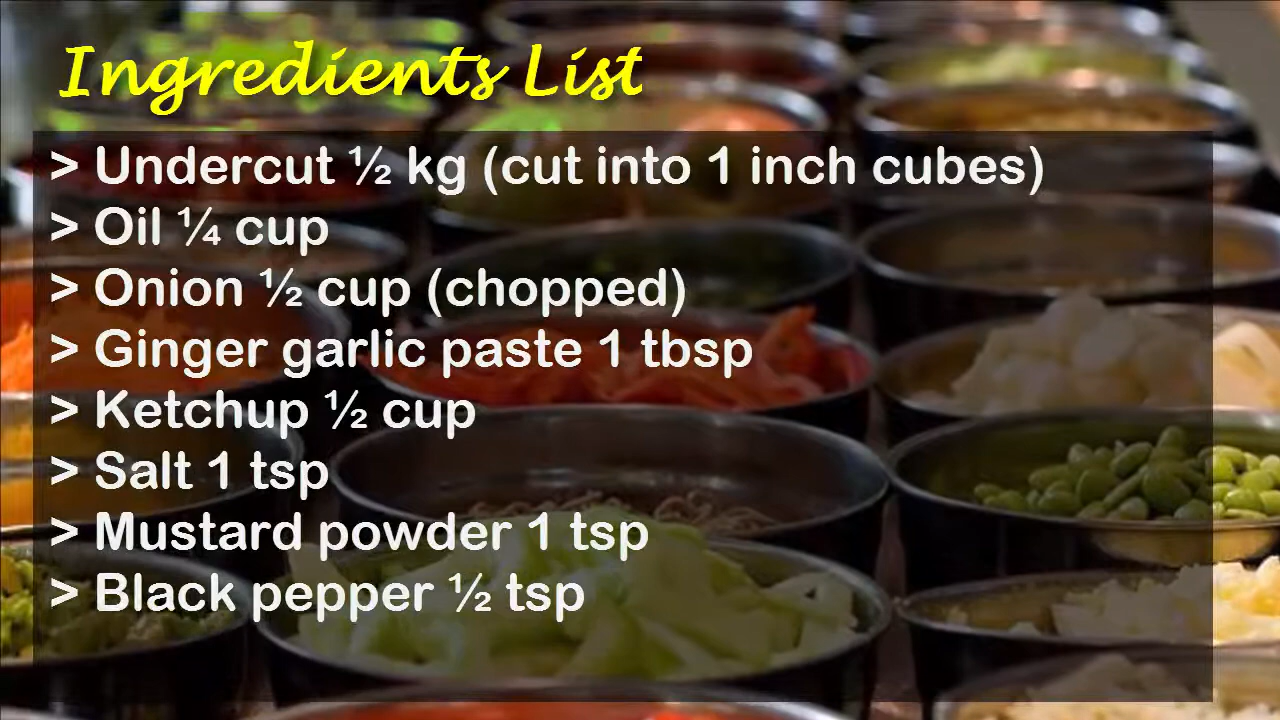 Ingredients List
> Undercut ½ kg (cut into 1 inch cubes)
> Oil ¼ cup
> Onion ½ cup (chopped)
> Ginger garlic paste 1 tbsp
> Ketchup ½ cup
> Salt 1 tsp
> Mustard powder 1 tsp
> Black pepper ½ tsp